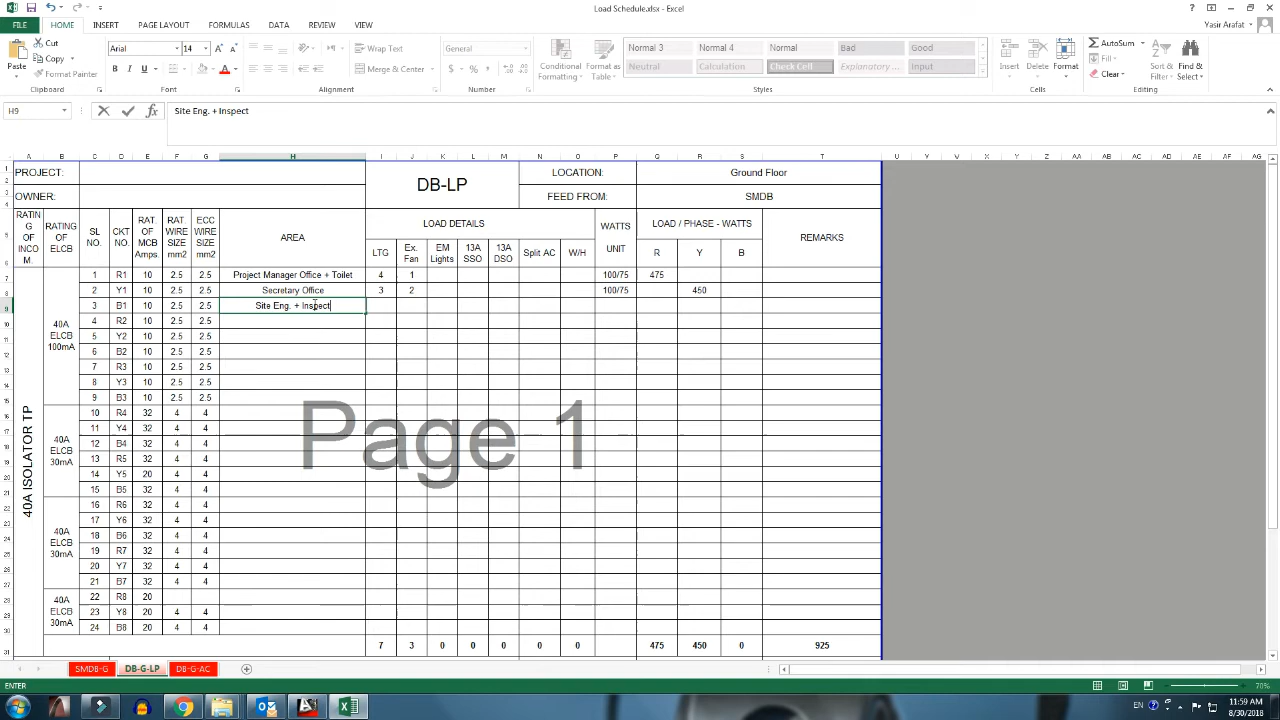 Load Schedule.xlsx - Excel
FILE HOME INSERT PAGE LAYOUT FORMULAS DATA REVIEW VIEW
Yasir Arafat
Paste
Cut
Copy
Format Painter
Clipboard
Arial 14
B I U
Font
Wrap Text
Merge & Center
Alignment
General
Number
Conditional Formatting
Format as Table
Normal 3 Normal 4 Normal Bad Good
Neutral Calculation Check Cell Explanatory ... Input
Styles
Insert Delete Format
Cells
AutoSum
Fill
Clear
Sort & Filter
Find & Select
Editing
H9
Site Eng. + Inspect
A B C D E F G H I J K L M N O P Q R S T U V W X Y Z AA AB AC AD AE AF AG
PROJECT: DB-LP LOCATION: Ground Floor
OWNER: FEED FROM: SMDB
RATING OF INCOM. RATING OF ELCB SL NO. CKT NO. RAT. OF MCB Amps. RAT. WIRE SIZE mm2 ECC WIRE SIZE mm2 AREA LOAD DETAILS WATTS UNIT LOAD / PHASE - WATTS REMARKS
LTG Ex. Fan EM Lights 13A SSO 13A DSO Split AC W/H R Y B
40A ISOLATOR TP
40A ELCB 100mA
1 R1 10 2.5 2.5 Project Manager Office + Toilet 4 1 100/75 475
2 Y1 10 2.5 2.5 Secretary Office 3 2 100/75 450
3 B1 10 2.5 2.5 Site Eng. + Inspect
4 R2 10 2.5 2.5
5 Y2 10 2.5 2.5
6 B2 10 2.5 2.5
7 R3 10 2.5 2.5
8 Y3 10 2.5 2.5
9 B3 10 2.5 2.5
40A ELCB 30mA
10 R4 32 4 4
11 Y4 32 4 4
12 B4 32 4 4
13 R5 32 4 4
14 Y5 20 4 4
15 B5 32 4 4
40A ELCB 30mA
16 R6 32 4 4
17 Y6 32 4 4
18 B6 32 4 4
19 R7 32 4 4
20 Y7 32 4 4
21 B7 32 4 4
40A ELCB 30mA
22 R8 20
23 Y8 20 4 4
24 B8 20 4 4
7 3 0 0 0 0 0 475 450 0 925
Page 1
SMDB-G DB-G-LP DB-G-AC
ENTER
70%
EN
11:59 AM
8/30/2018